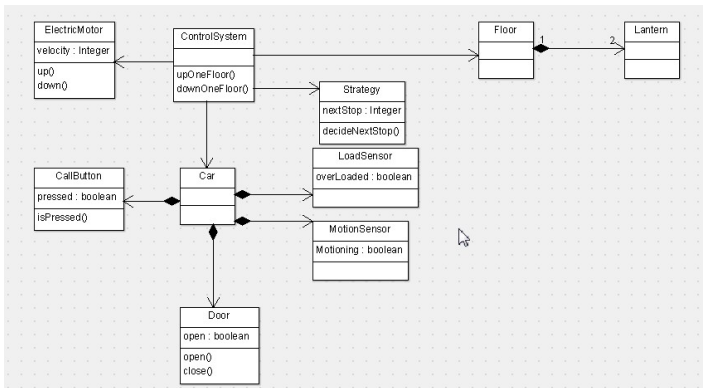 ElectricMotor
velocity : Integer
up()
down()
ControlSystem
upOneFloor()
downOneFloor()
Floor
1
2
Lantern
Strategy
nextStop : Integer
decideNextStop()
CallButton
pressed : boolean
isPressed()
Car
LoadSensor
overLoaded : boolean
MotionSensor
Motioning : boolean
Door
open : boolean
open()
close()